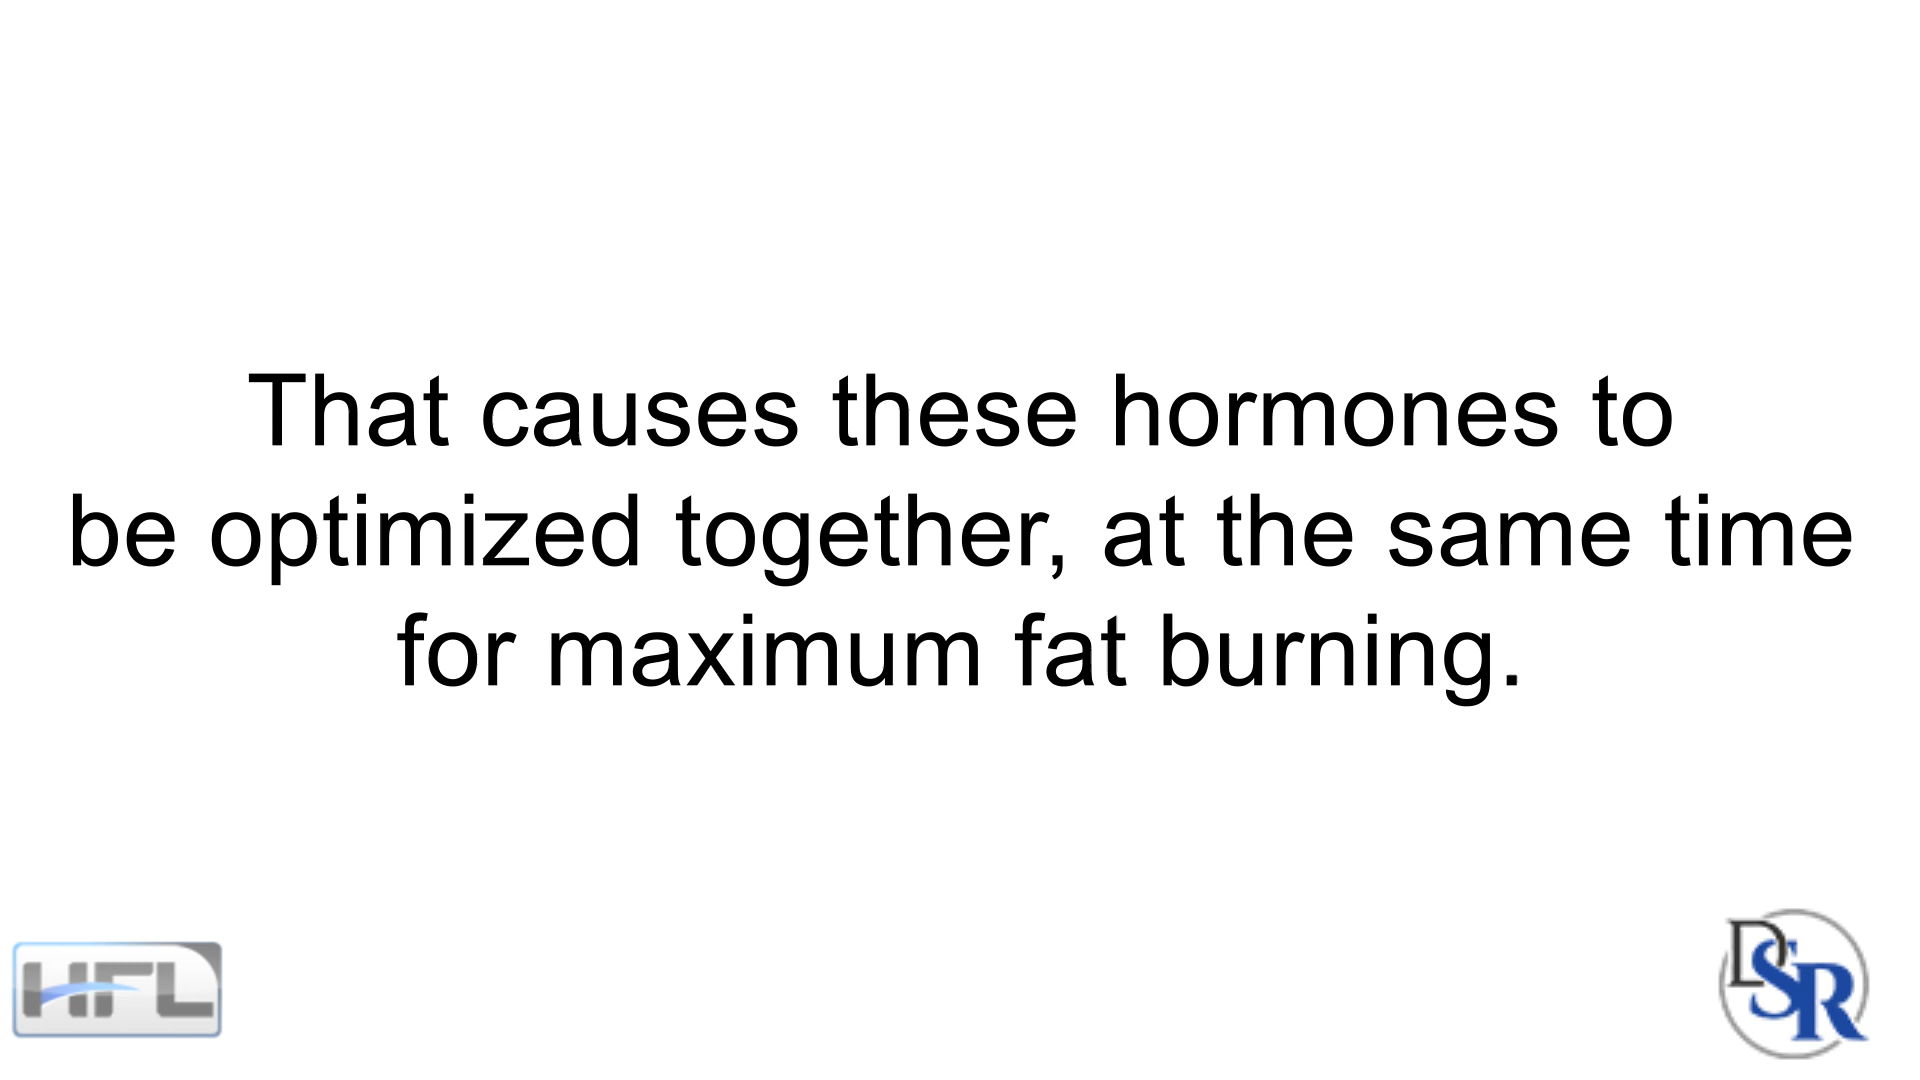 That causes these hormones to
be optimized together, at the same time
for maximum fat burning.
HFL
DSR